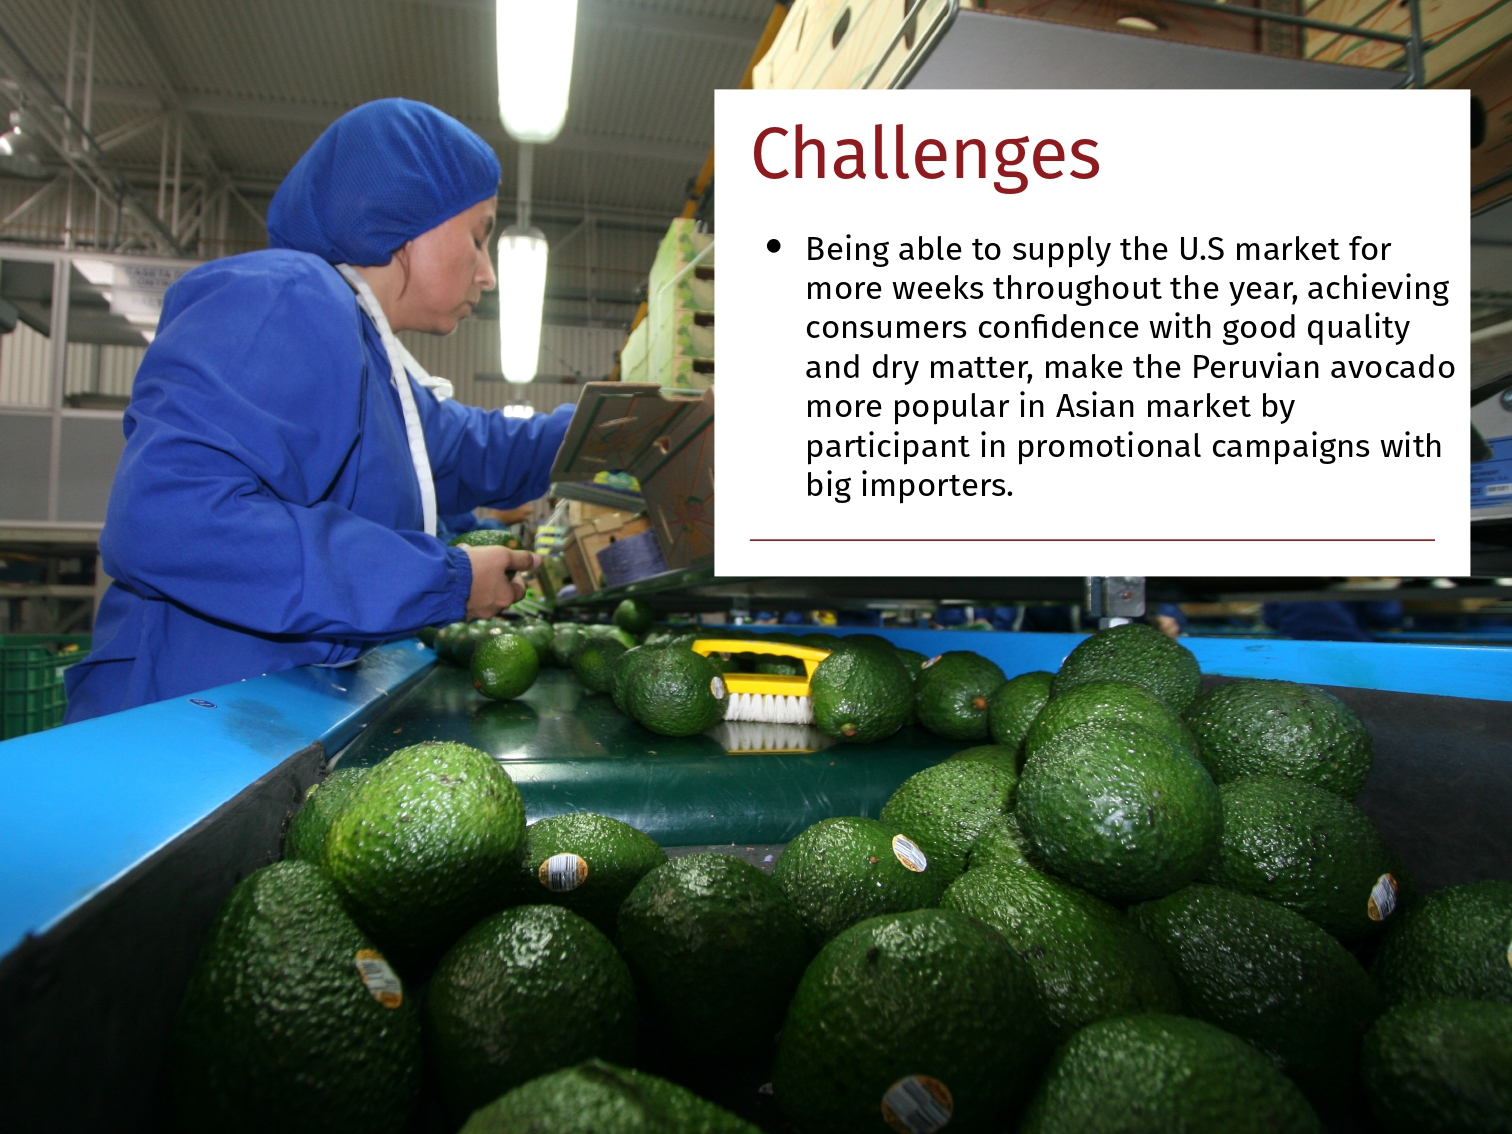 Challenges
• Being able to supply the U.S market for
more weeks throughout the year, achieving
consumers confidence with good quality
and dry matter, make the Peruvian avocado
more popular in Asian market by
participant in promotional campaigns with
big importers.